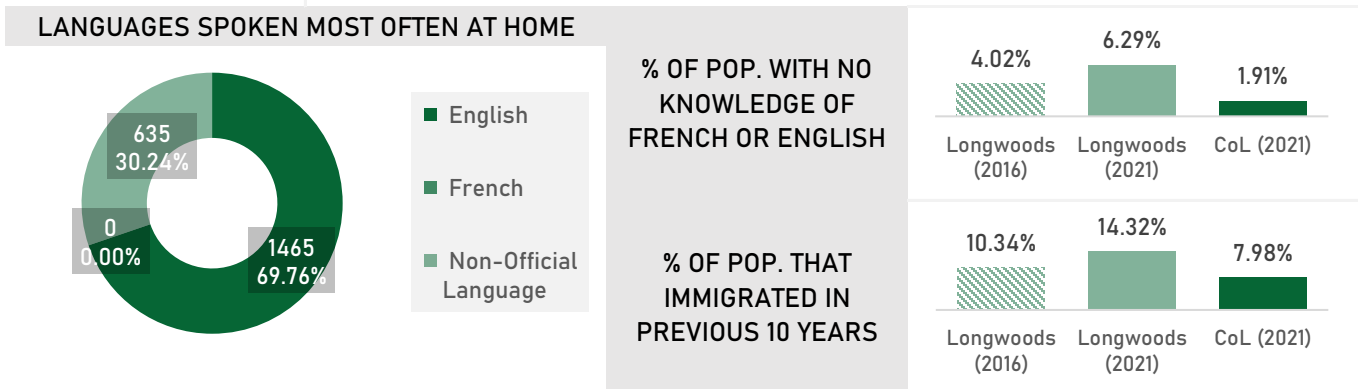 LANGUAGES SPOKEN MOST OFTEN AT HOME
635
30.24%
0
0.00%
1465
69.76%
English
French
Non-Official
Language
% OF POP. WITH NO
KNOWLEDGE OF
FRENCH OR ENGLISH
4.02%
6.29%
1.91%
Longwoods
(2016)
Longwoods
(2021)
CoL (2021)
% OF POP. THAT
IMMIGRATED IN
PREVIOUS 10 YEARS
10.34%
14.32%
7.98%
Longwoods
(2016)
Longwoods
(2021)
CoL (2021)